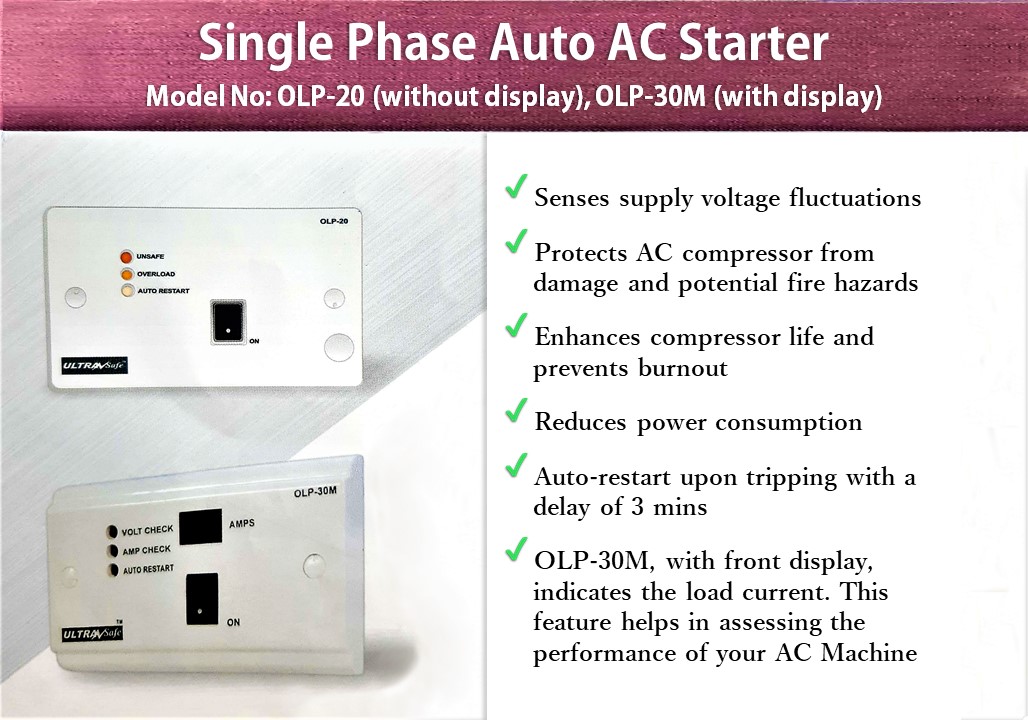 Single Phase Auto AC Starter
Model No: OLP-20 (without display), OLP-30M (with display)
OLP-20
UNSAFE
OVERLOAD
AUTO RESTART
ON
ULTRAVSafe™
OLP-30M
VOLT CHECK
AMPS
AMP CHECK
AUTO RESTART
ON
ULTRAVSafe™
✓ Senses supply voltage fluctuations
✓ Protects AC compressor from
damage and potential fire hazards
✓ Enhances compressor life and
prevents burnout
✓ Reduces power consumption
✓ Auto-restart upon tripping with a
delay of 3 mins
✓ OLP-30M, with front display,
indicates the load current. This
feature helps in assessing the
performance of your AC Machine